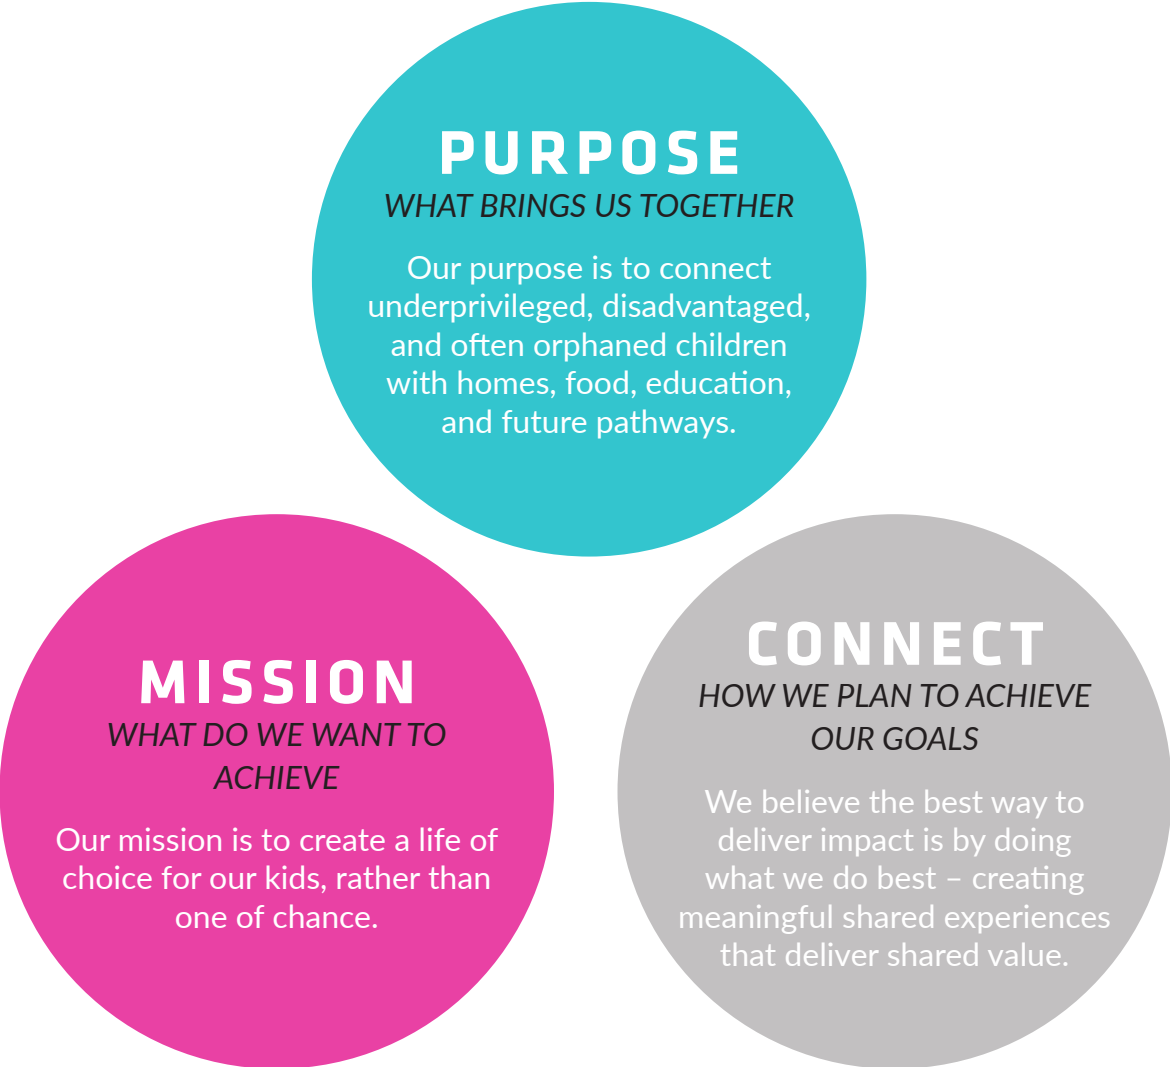 PURPOSE
WHAT BRINGS US TOGETHER
Our purpose is to connect
underprivileged, disadvantaged,
and often orphaned children
with homes, food, education,
and future pathways.
MISSION
WHAT DO WE WANT TO
ACHIEVE
Our mission is to create a life of
choice for our kids, rather than
one of chance.
CONNECT
HOW WE PLAN TO ACHIEVE
OUR GOALS
We believe the best way to
deliver impact is by doing
what we do best – creating
meaningful shared experiences
that deliver shared value.